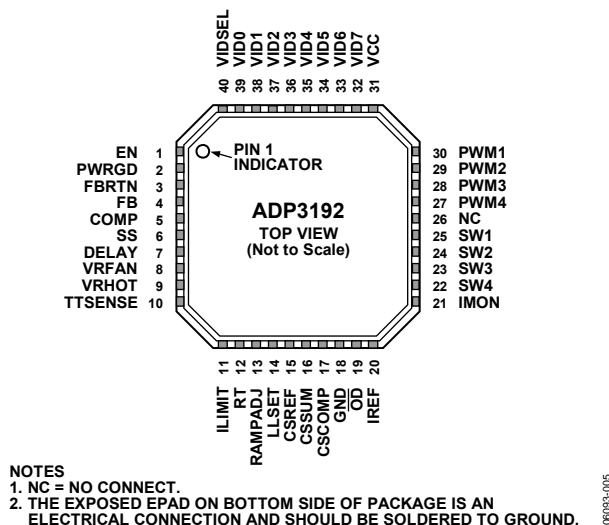 VIDSEL
VID0
VID1
VID2
VID3
VID4
VID5
VID6
VID7
VCC
40 39 38 37 36 35 34 33 32 31
EN 1
PWRGD 2
FBRTN 3
FB 4
COMP 5
SS 6
DELAY 7
VRFAN 8
VRHOT 9
TTSENSE 10
PIN 1
INDICATOR
ADP3192
TOP VIEW
(Not to Scale)
30 PWM1
29 PWM2
28 PWM3
27 PWM4
26 NC
25 SW1
24 SW2
23 SW3
22 SW4
21 IMON
11 12 13 14 15 16 17 18 19 20
ILIMIT
RT
RAMPADJ
LLSET
CSREF
CSSUM
CSCOMP
GND
OD
IREF
NOTES
1. NC = NO CONNECT.
2. THE EXPOSED EPAD ON BOTTOM SIDE OF PACKAGE IS AN
ELECTRICAL CONNECTION AND SHOULD BE SOLDERED TO GROUND.
06093-005